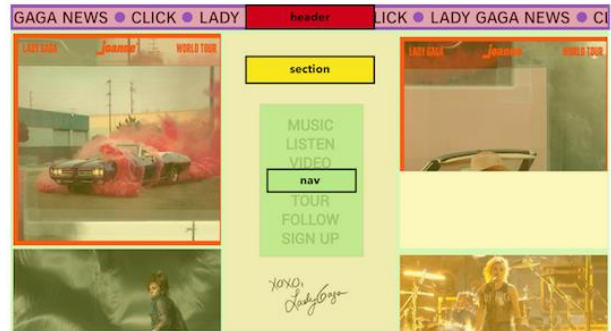 GAGA NEWS • CLICK • LADY
header
LICK • LADY GAGA NEWS • CL
LADY GAGA
joanne
WORLD TOUR
section
MUSIC
LISTEN
VIDEO
nav
TOUR
FOLLOW
SIGN UP
xoxo,
Lady Gaga
LADY GAGA
joanne
WORLD TOUR